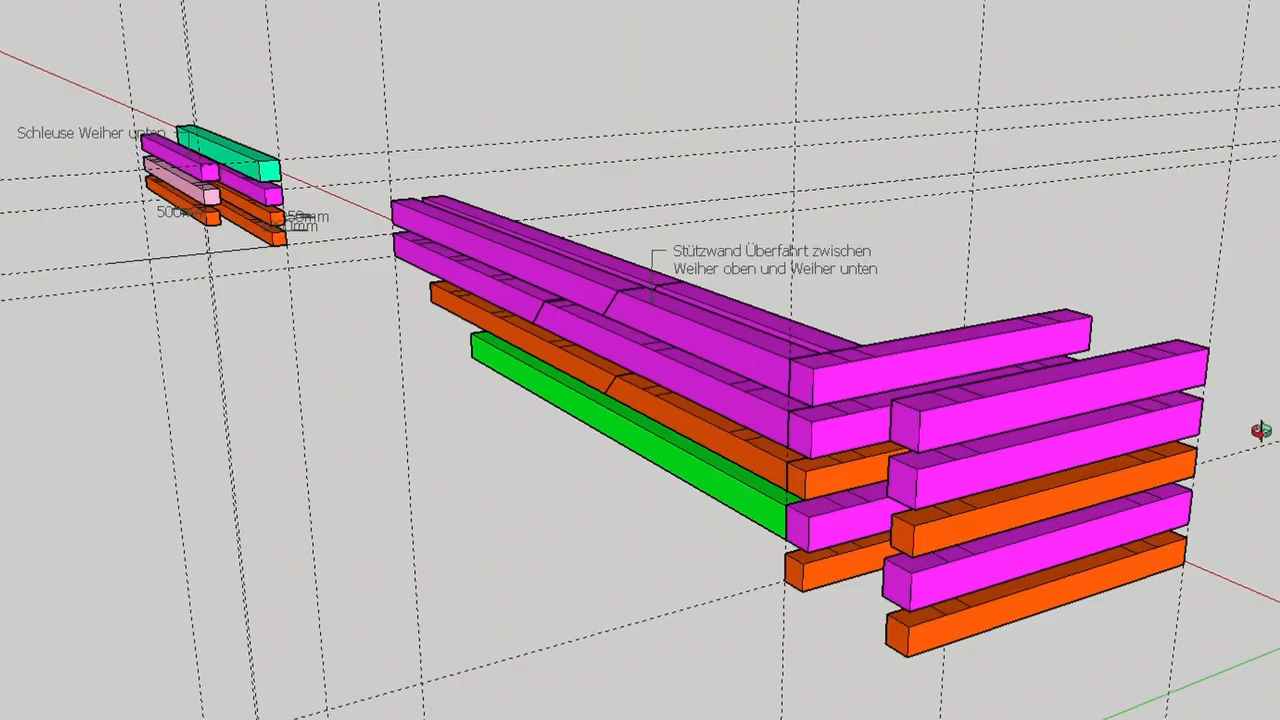 Schleuse Weiher unten
Stützwand Überfahrt zwischen
Weiher oben und Weiher unten